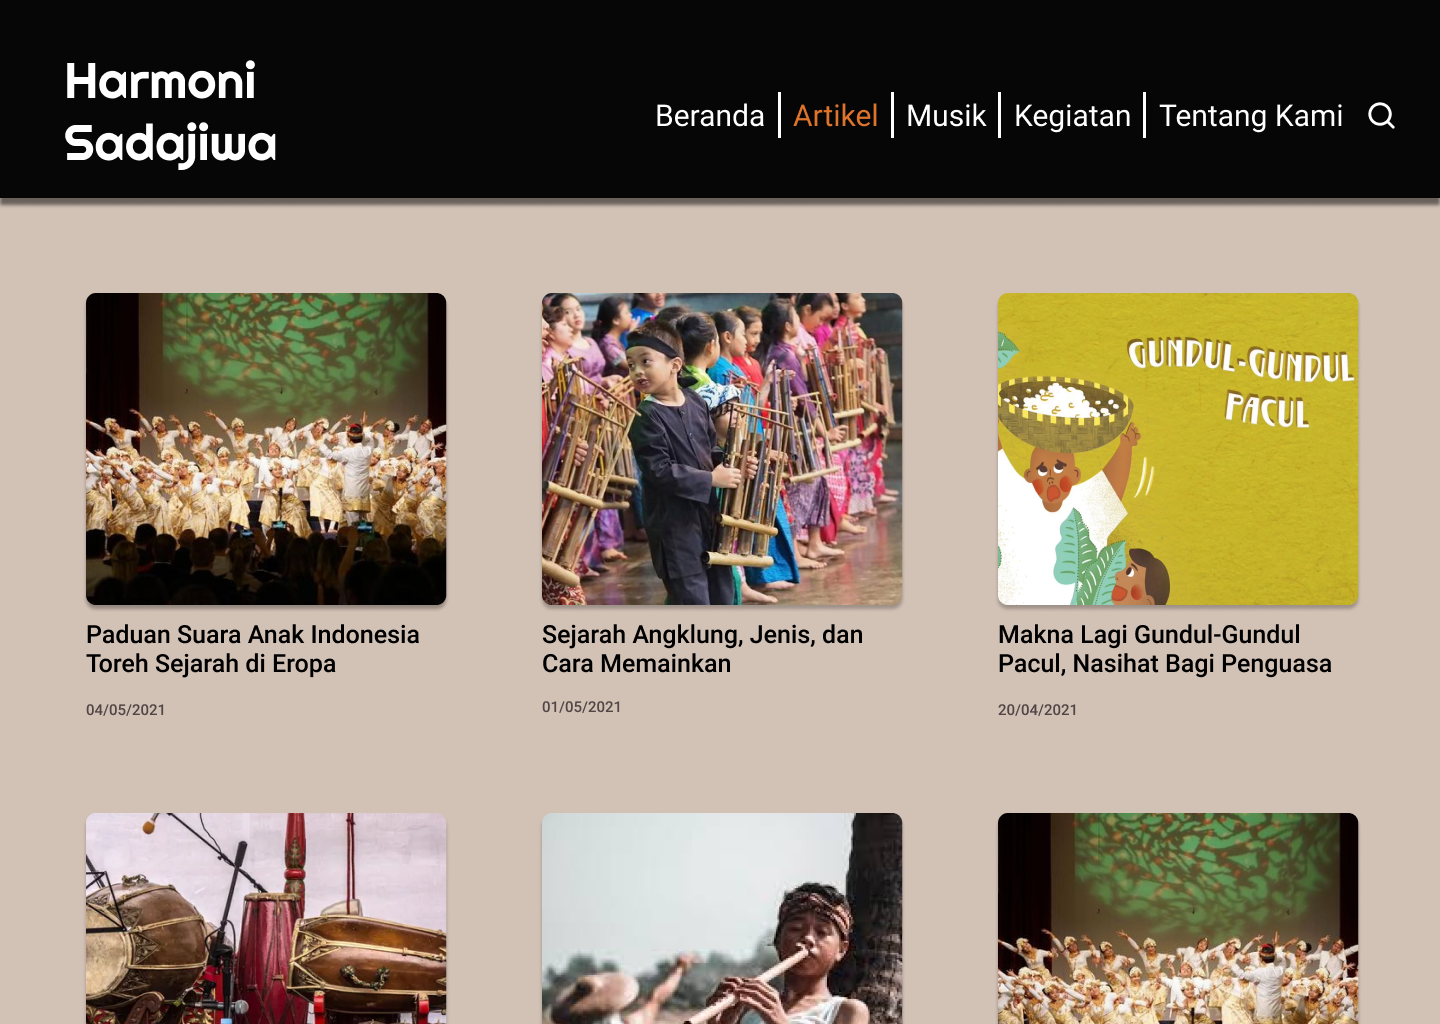 Harmoni
Sadajiwa
Beranda Artikel Musik Kegiatan Tentang Kami
GUNDUL-GUNDUL
PACUL
Paduan Suara Anak Indonesia
Toreh Sejarah di Eropa
04/05/2021
Sejarah Angklung, Jenis, dan
Cara Memainkan
01/05/2021
Makna Lagi Gundul-Gundul
Pacul, Nasihat Bagi Penguasa
20/04/2021